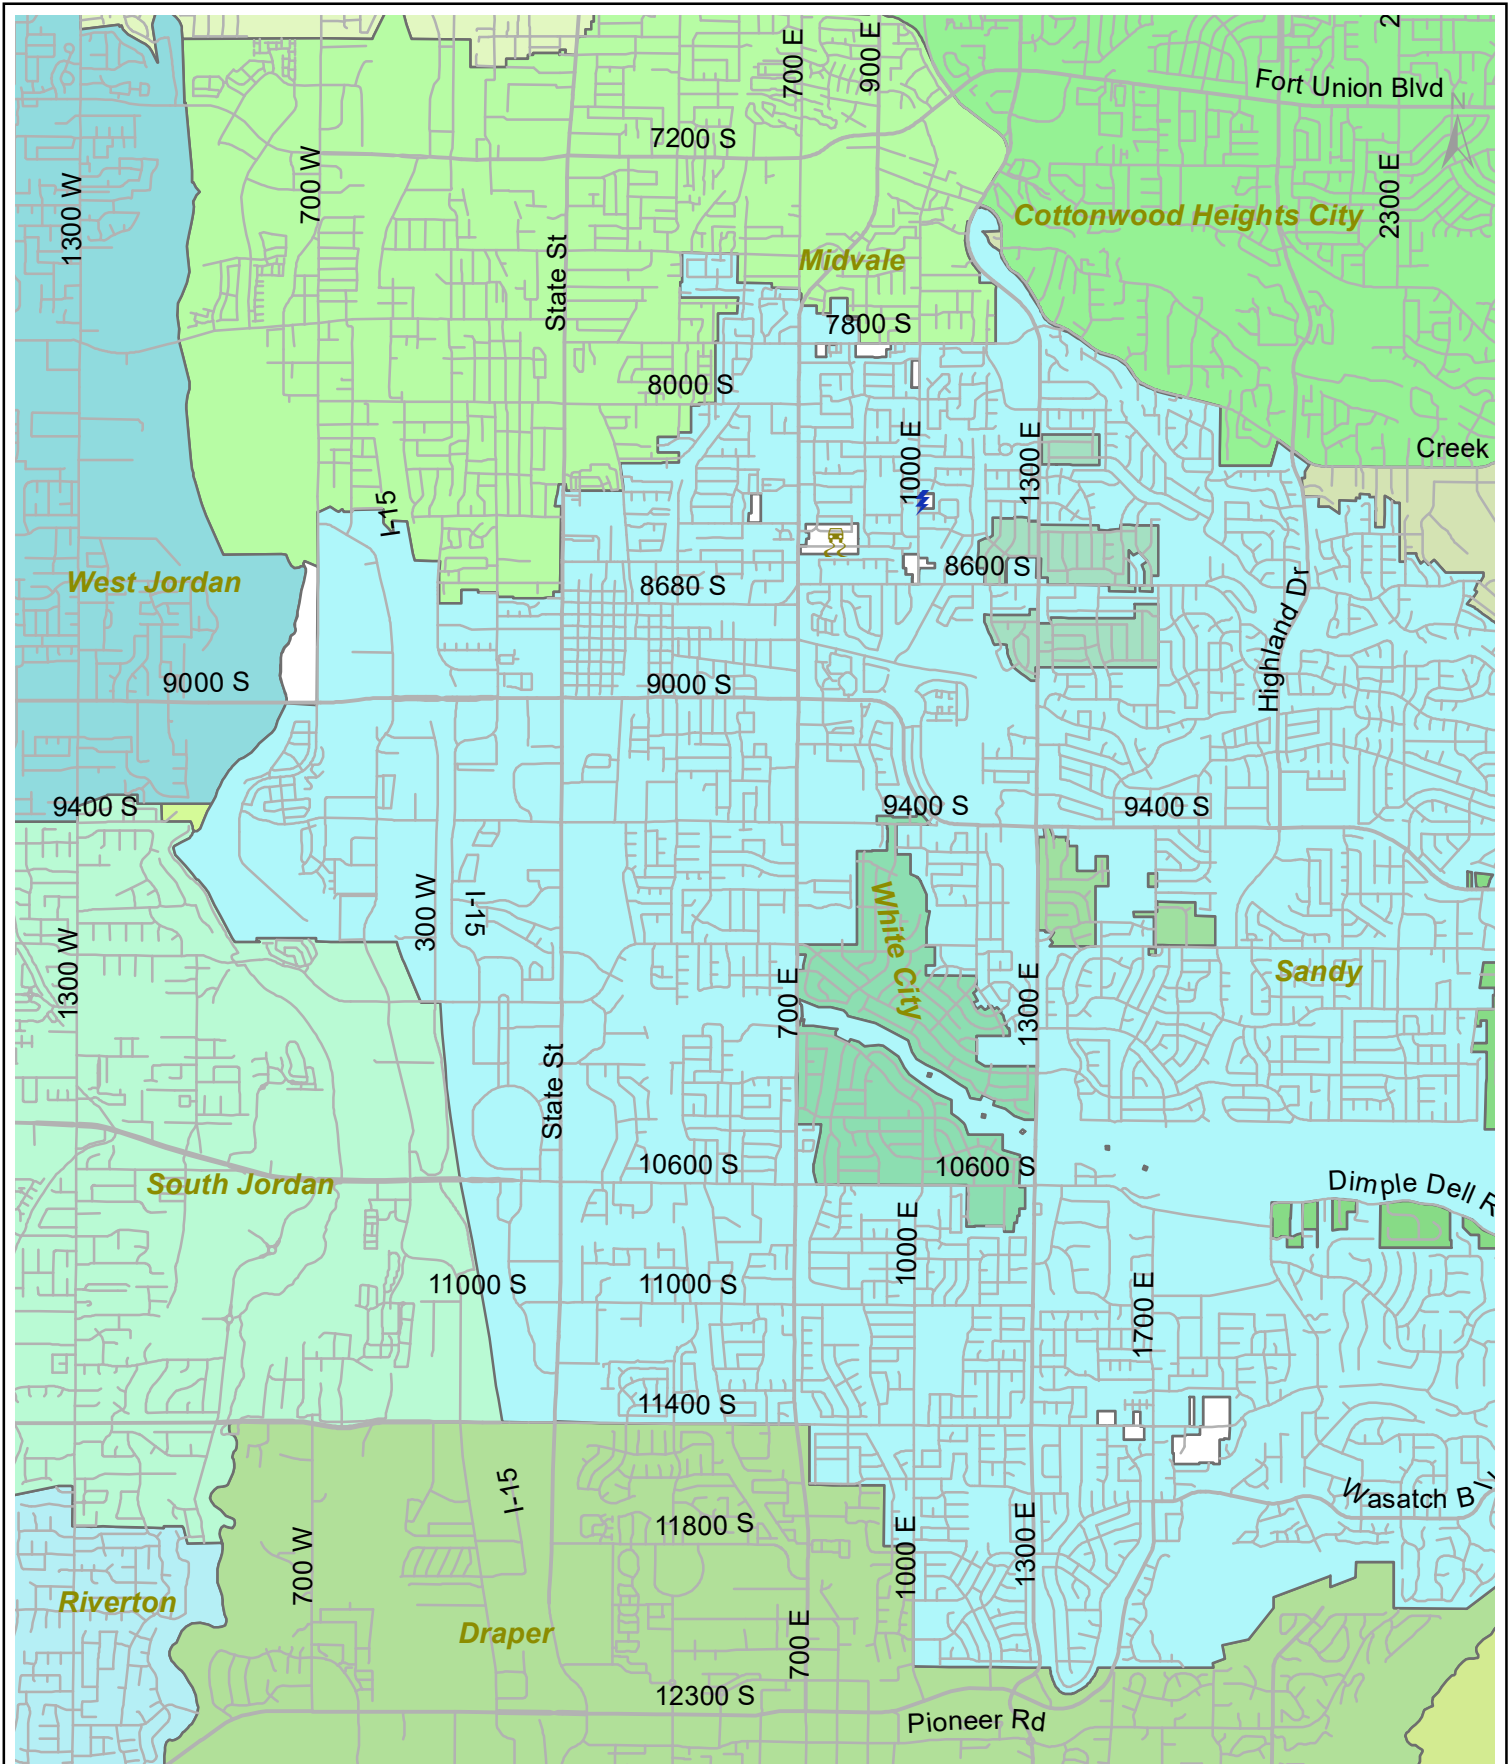 2
700 E
900 E
Fort Union Blvd
N
7200 S
1300 W
700 W
2300 E
Cottonwood Heights City
State St
Midvale
7800 S
8000 S
1000 E
1300 E
Creek
I-15
8600 S
West Jordan
8680 S
Highland Dr
9000 S
9000 S
9400 S
9400 S
9400 S
300 W
I-15
White City
1300 W
700 E
1300 E
Sandy
State St
10600 S
10600 S
South Jordan
Dimple Dell R
1000 E
11000 S
11000 S
1700 E
11400 S
I-15
Wasatch Blv
11800 S
700 W
1000 E
1300 E
Riverton
Draper
700 E
12300 S
Pioneer Rd